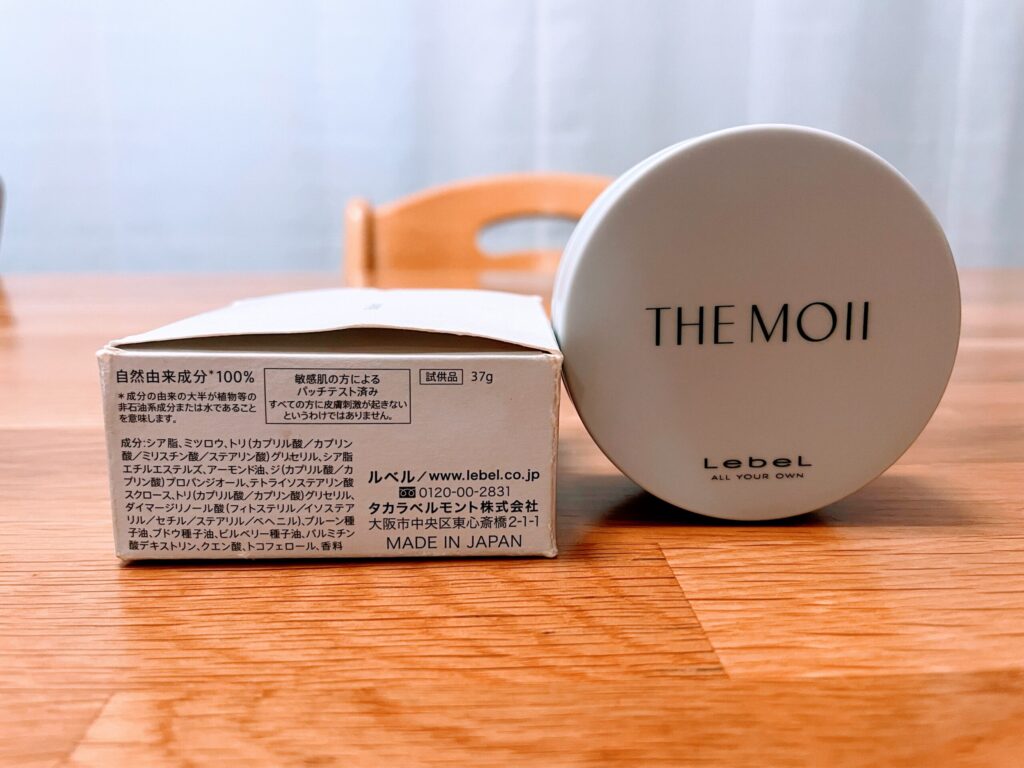 自然由来成分*100%
*成分の由来の大半が植物等の
非石油系成分または水であること
を意味します。
敏感肌の方による
パッチテスト済み
すべての方に皮膚刺激が起きない
というわけではありません。
試供品 37g
成分:シア脂、ミツロウ、トリ(カプリル酸/カプリン
酸/ミリスチン酸/ステアリン酸)グリセリル、シア脂
エチルエステルズ、アーモンド油、ジ(カプリル酸/カ
プリン酸)プロパンジオール、テトライソステアリン酸
スクロース、トリ(カプリル酸/カプリン酸)グリセリル、
ダイマージリノール酸(フィトステリル/イソステア
リル/セチル/ステアリル/ベヘニル)、プルーン種
子油、ブドウ種子油、ビルベリー種子油、パルミチン
酸デキストリン、クエン酸、トコフェロール、香料
ルベル/www.lebel.co.jp
0120-00-2831
タカラベルモント株式会社
大阪市中央区東心斎橋2-1-1
MADE IN JAPAN
THE MOII
LebeL
ALL YOUR OWN